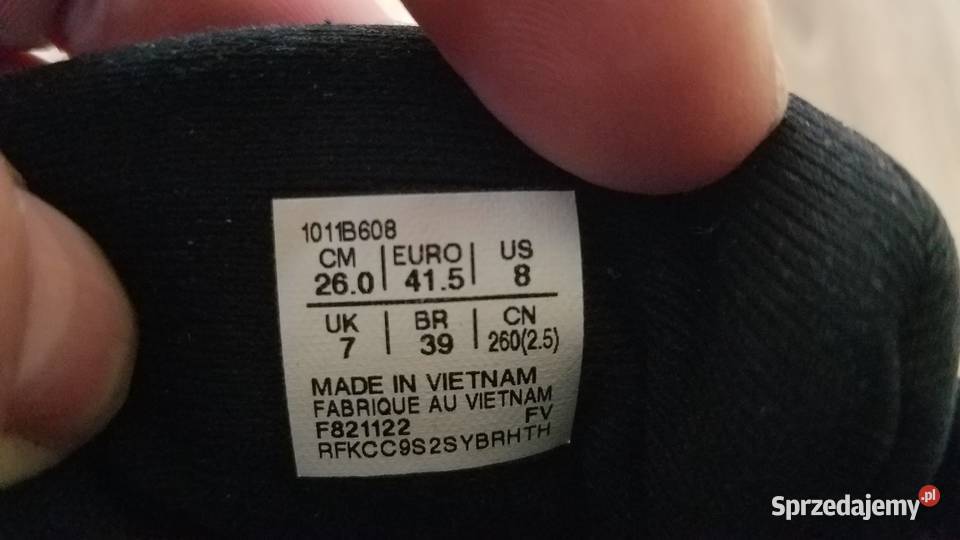 1011B608
CM | EURO | US
26.0 | 41.5 | 8
UK | BR | CN
7 | 39 | 260(2.5)
MADE IN VIETNAM
FABRIQUE AU VIETNAM
F821122 FV
RFKCC9S2SYBRHTH
Sprzedajemy.pl